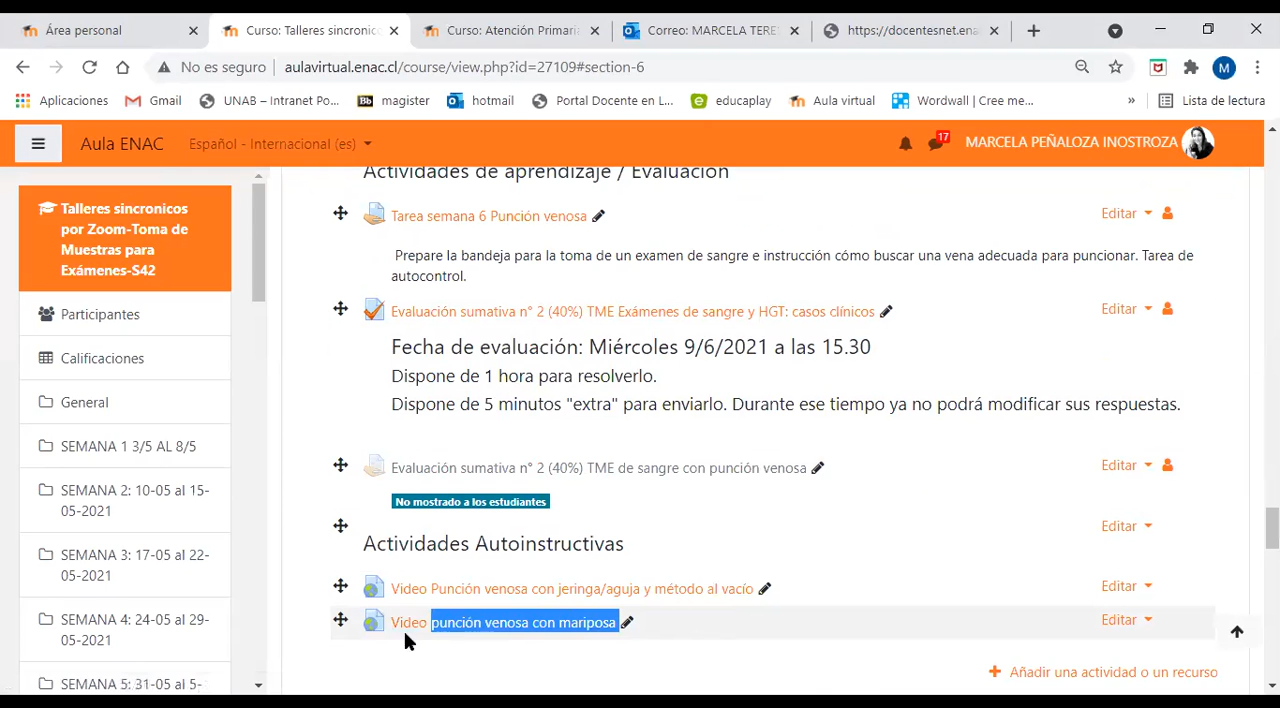 Área personal
Curso: Talleres sincronic
Curso: Atención Primari
Correo: MARCELA TERE
https://docentesnet.ena
No es seguro
aulavirtual.enac.cl/course/view.php?id=27109#section-6
M
Aplicaciones
Gmail
UNAB – Intranet Po...
Bb
magister
hotmail
Portal Docente en L...
educaplay
Aula virtual
Wordwall | Cree me...
»
Lista de lectura
Aula ENAC
Español - Internacional (es)
17
MARCELA PEÑALOZA INOSTROZA
Talleres sincronicos
por Zoom-Toma de
Muestras para
Exámenes-S42
Participantes
Calificaciones
General
SEMANA 1 3/5 AL 8/5
SEMANA 2: 10-05 al 15-
05-2021
SEMANA 3: 17-05 al 22-
05-2021
SEMANA 4: 24-05 al 29-
05-2021
SEMANA 5: 31-05 al 5-
Actividades de aprendizaje / Evaluación
Tarea semana 6 Punción venosa
Editar
Prepare la bandeja para la toma de un examen de sangre e instrucción cómo buscar una vena adecuada para puncionar. Tarea de
autocontrol.
Evaluación sumativa n° 2 (40%) TME Exámenes de sangre y HGT: casos clínicos
Editar
Fecha de evaluación: Miércoles 9/6/2021 a las 15.30
Dispone de 1 hora para resolverlo.
Dispone de 5 minutos "extra" para enviarlo. Durante ese tiempo ya no podrá modificar sus respuestas.
Evaluación sumativa n° 2 (40%) TME de sangre con punción venosa
Editar
No mostrado a los estudiantes
Editar
Actividades Autoinstructivas
Video Punción venosa con jeringa/aguja y método al vacío
Editar
Video punción venosa con mariposa
Editar
Añadir una actividad o un recurso